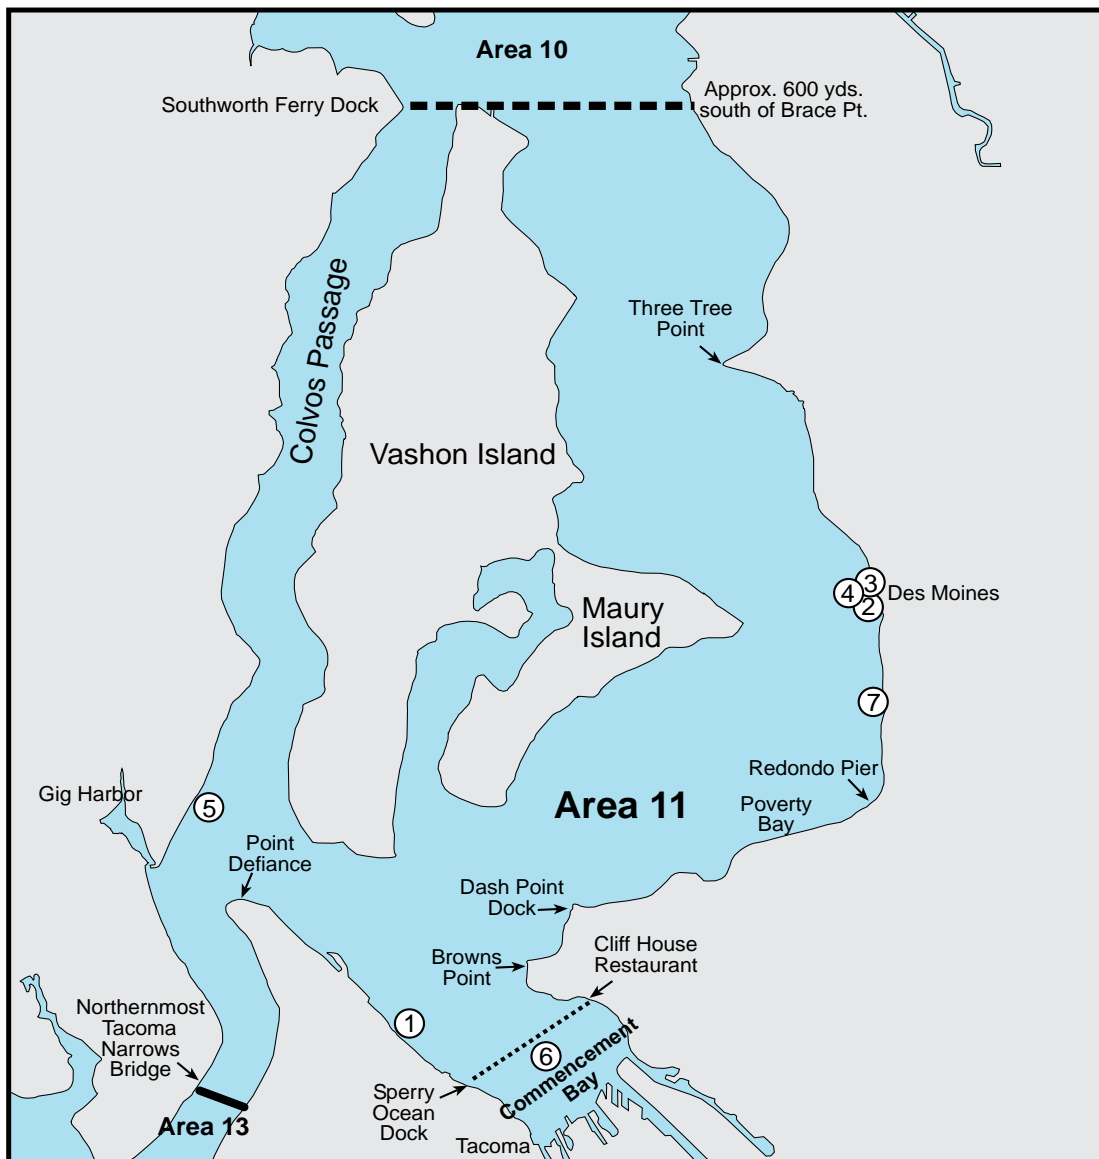 Area 10
Southworth Ferry Dock
Approx. 600 yds.
south of Brace Pt.
Colvos Passage
Three Tree
Point
Vashon Island
3
4
2
Des Moines
Maury
Island
7
Redondo Pier
Gig Harbor
5
Area 11
Poverty
Bay
Point
Defiance
Dash Point
Dock
Cliff House
Restaurant
Browns
Point
Northernmost
Tacoma
Narrows
Bridge
1
6
Commencement
Bay
Sperry
Ocean
Dock
Area 13
Tacoma